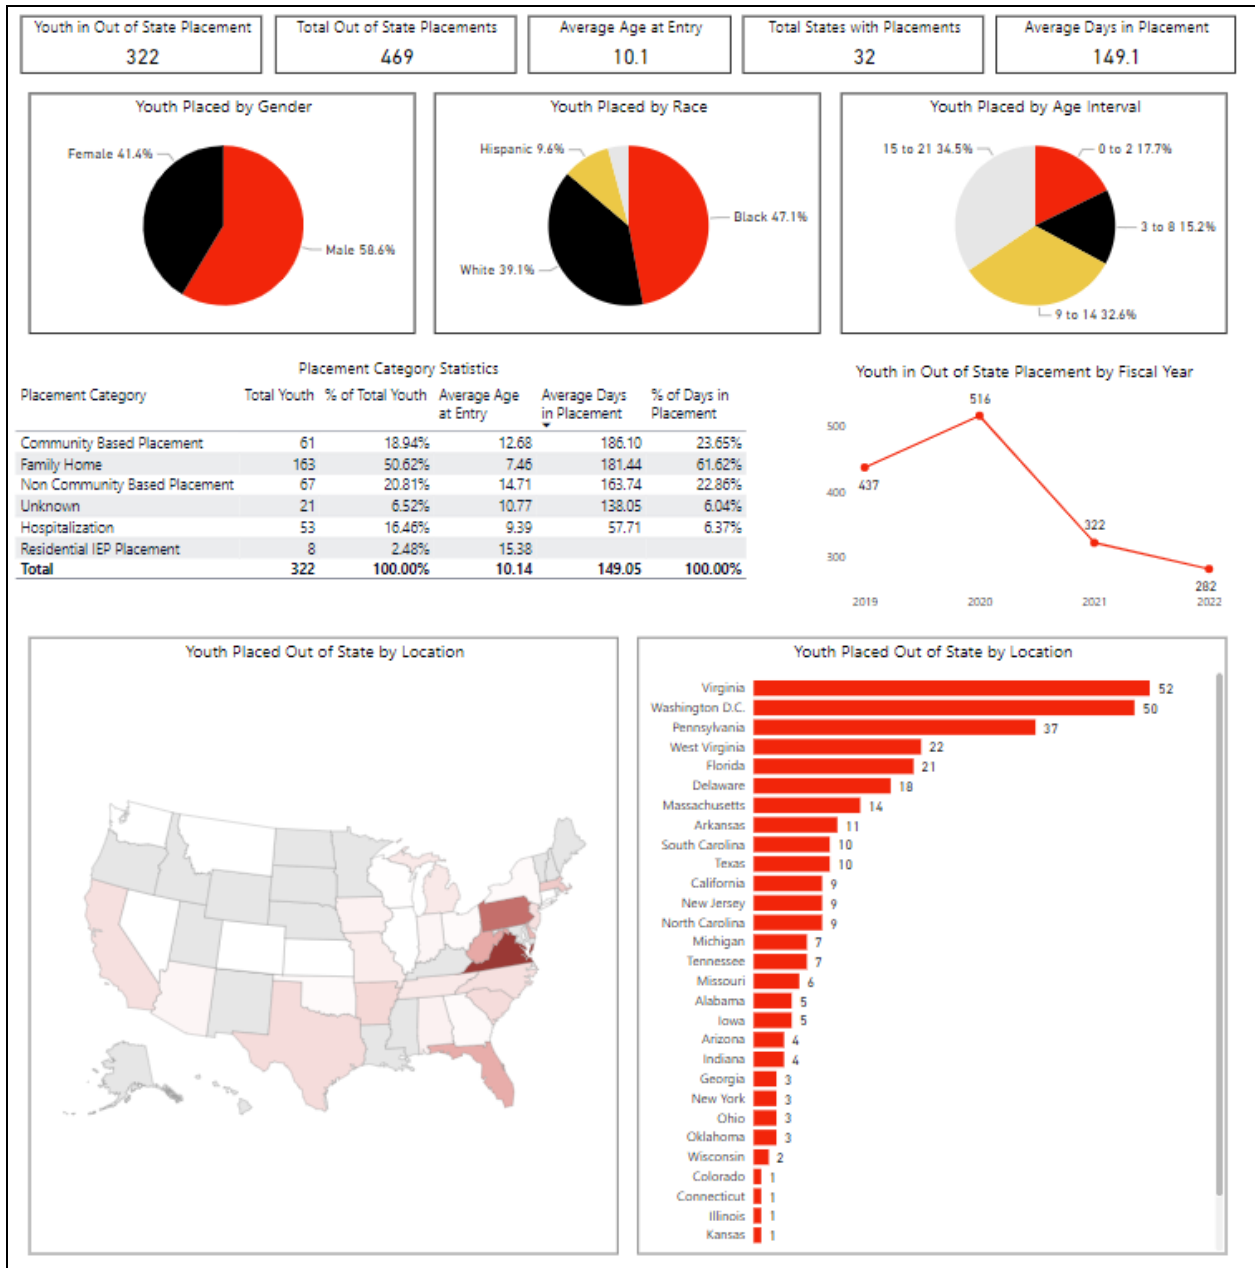 Youth in Out of State Placement
322
Total Out of State Placements
469
Average Age at Entry
10.1
Total States with Placements
32
Average Days in Placement
149.1
Youth Placed by Gender
Female 41.4%
Male 58.6%
Youth Placed by Race
Hispanic 9.6%
Black 47.1%
White 39.1%
Youth Placed by Age Interval
15 to 21 34.5%
0 to 2 17.7%
3 to 8 15.2%
9 to 14 32.6%
Placement Category Statistics
Placement Category Total Youth % of Total Youth Average Age at Entry Average Days in Placement % of Days in Placement
Community Based Placement 61 18.94% 12.68 186.10 23.65%
Family Home 163 50.62% 7.46 181.44 61.62%
Non Community Based Placement 67 20.81% 14.71 163.74 22.86%
Unknown 21 6.52% 10.77 138.05 6.04%
Hospitalization 53 16.46% 9.39 57.71 6.37%
Residential IEP Placement 8 2.48% 15.38
Total 322 100.00% 10.14 149.05 100.00%
Youth in Out of State Placement by Fiscal Year
516
500
437
400
322
300
282
2019 2020 2021 2022
Youth Placed Out of State by Location
Youth Placed Out of State by Location
Virginia 52
Washington D.C. 50
Pennsylvania 37
West Virginia 22
Florida 21
Delaware 18
Massachusetts 14
Arkansas 11
South Carolina 10
Texas 10
California 9
New Jersey 9
North Carolina 9
Michigan 7
Tennessee 7
Missouri 6
Alabama 5
Iowa 5
Arizona 4
Indiana 4
Georgia 3
New York 3
Ohio 3
Oklahoma 3
Wisconsin 2
Colorado 1
Connecticut 1
Illinois 1
Kansas 1